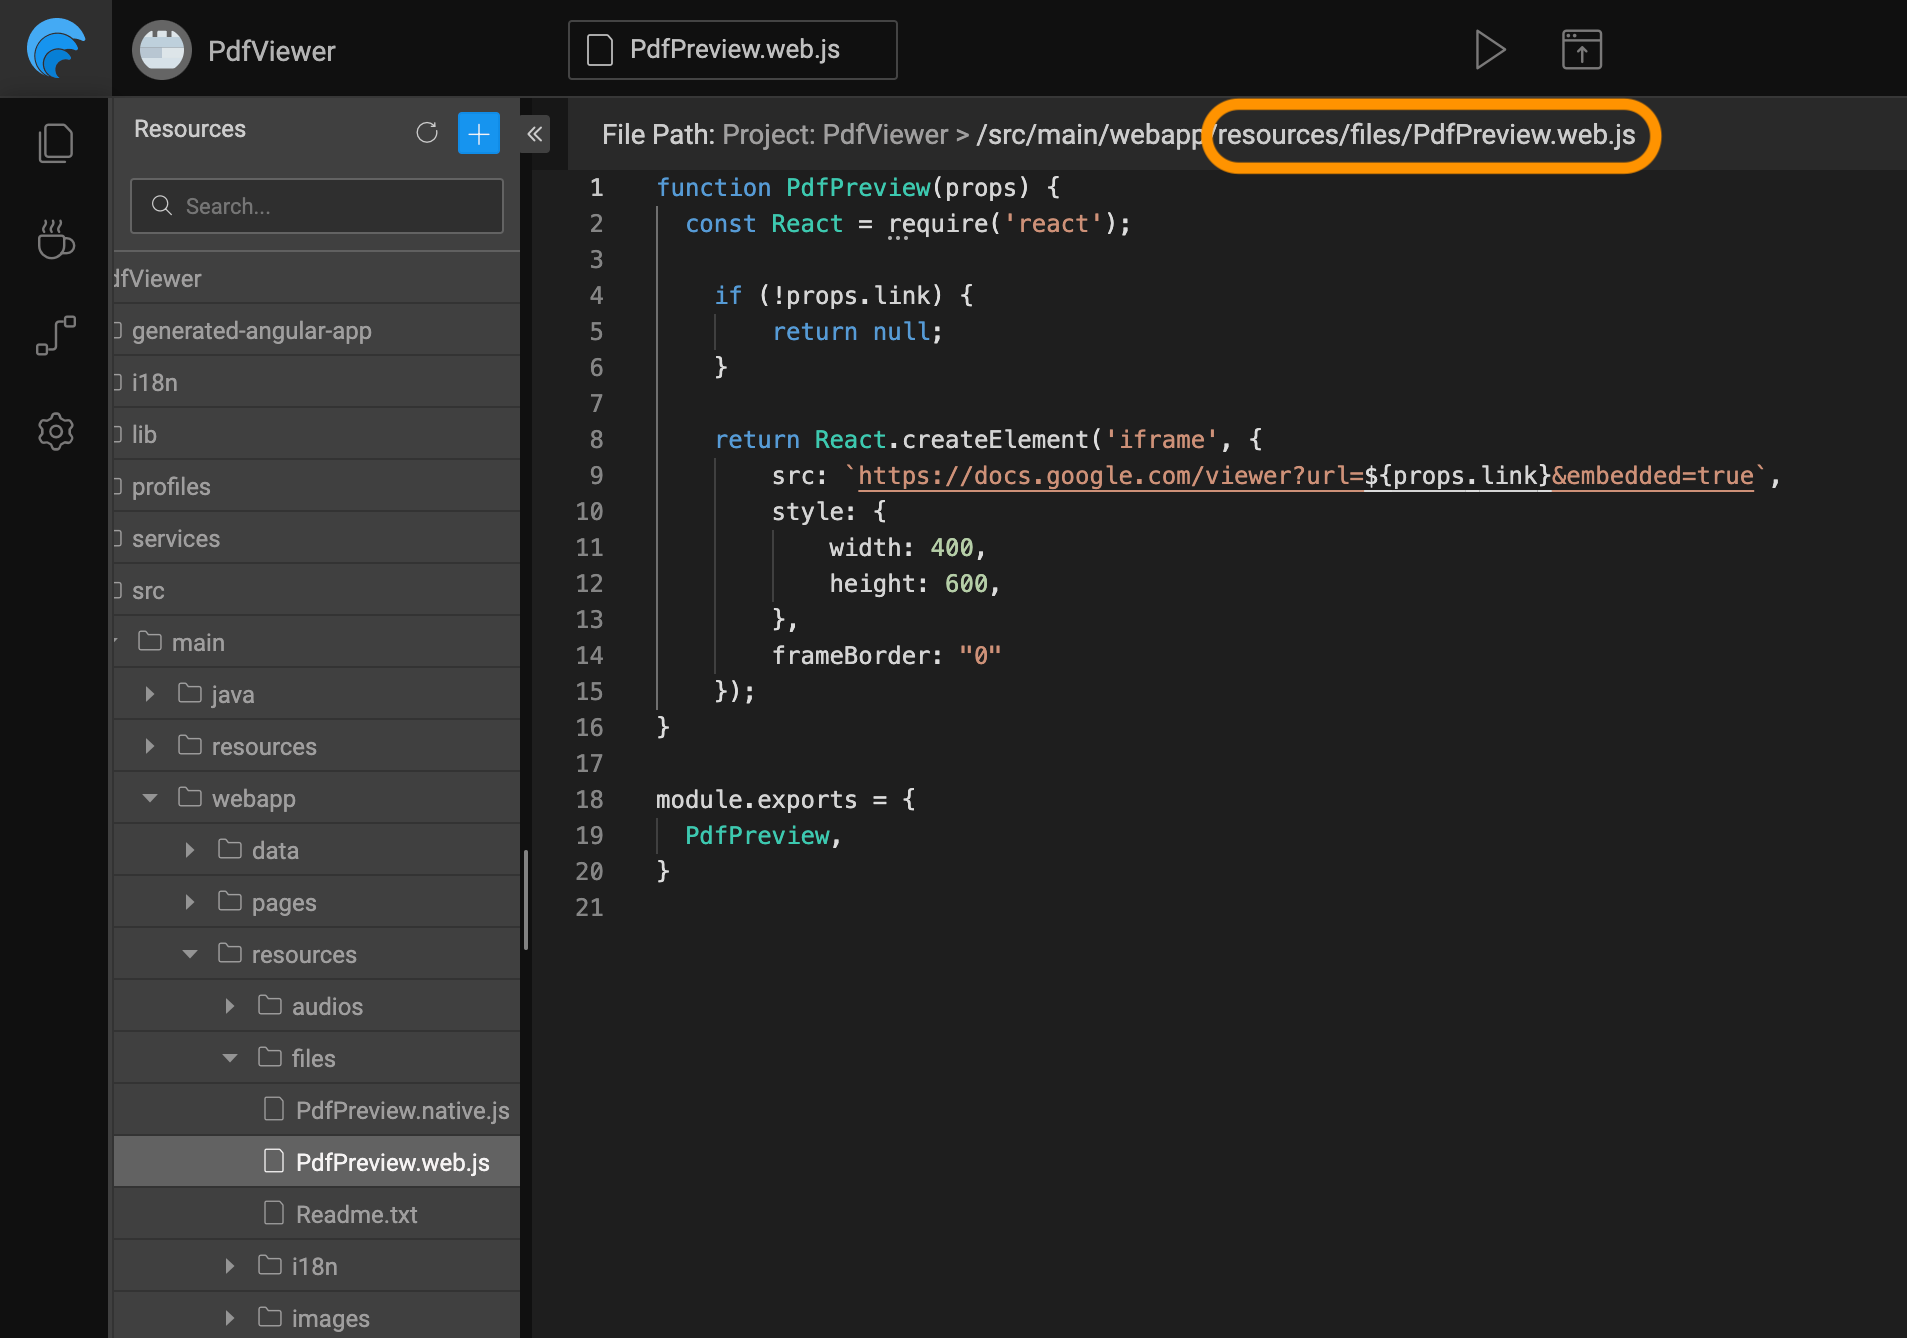 PdfViewer
PdfPreview.web.js
Resources
Search...
dfViewer
generated-angular-app
i18n
lib
profiles
services
src
main
java
resources
webapp
data
pages
resources
audios
files
PdfPreview.native.js
PdfPreview.web.js
Readme.txt
i18n
images
File Path: Project: PdfViewer > /src/main/webapp/resources/files/PdfPreview.web.js
1 function PdfPreview(props) {
2   const React = require('react');
3
4     if (!props.link) {
5         return null;
6     }
7
8     return React.createElement('iframe', {
9         src: `https://docs.google.com/viewer?url=${props.link}&embedded=true`,
10         style: {
11             width: 400,
12             height: 600,
13         },
14         frameBorder: "0"
15     });
16 }
17
18 module.exports = {
19   PdfPreview,
20 }
21